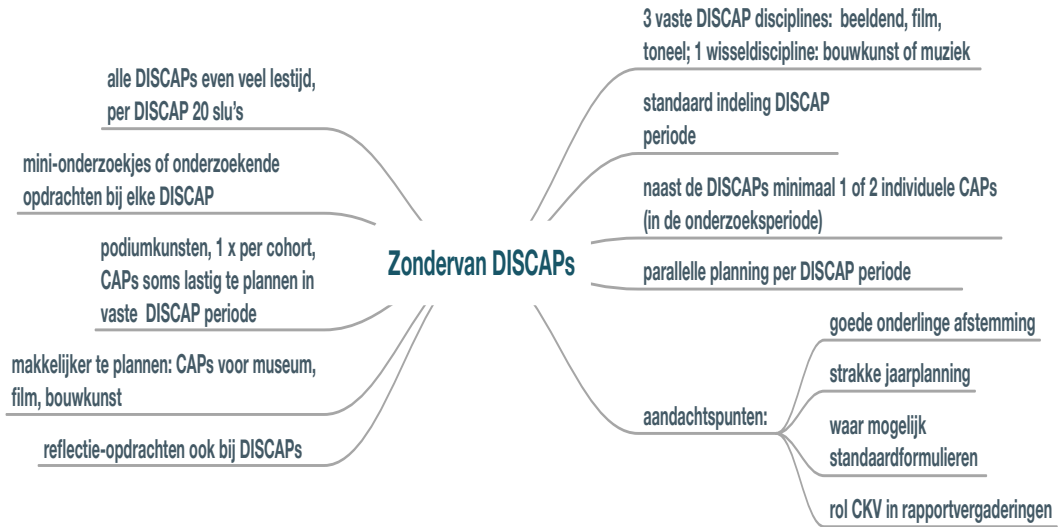 Zondervan DISCAPs
3 vaste DISCAP disciplines: beeldend, film,
toneel; 1 wisseldiscipline: bouwkunst of muziek
standaard indeling DISCAP
periode
naast de DISCAPs minimaal 1 of 2 individuele CAPs
(in de onderzoeksperiode)
parallelle planning per DISCAP periode
aandachtspunten:
goede onderlinge afstemming
strakke jaarplanning
waar mogelijk
standaardformulieren
rol CKV in rapportvergaderingen
alle DISCAPs even veel lestijd,
per DISCAP 20 slu's
mini-onderzoekjes of onderzoekende
opdrachten bij elke DISCAP
podiumkunsten, 1 x per cohort,
CAPs soms lastig te plannen in
vaste DISCAP periode
makkelijker te plannen: CAPs voor museum,
film, bouwkunst
reflectie-opdrachten ook bij DISCAPs